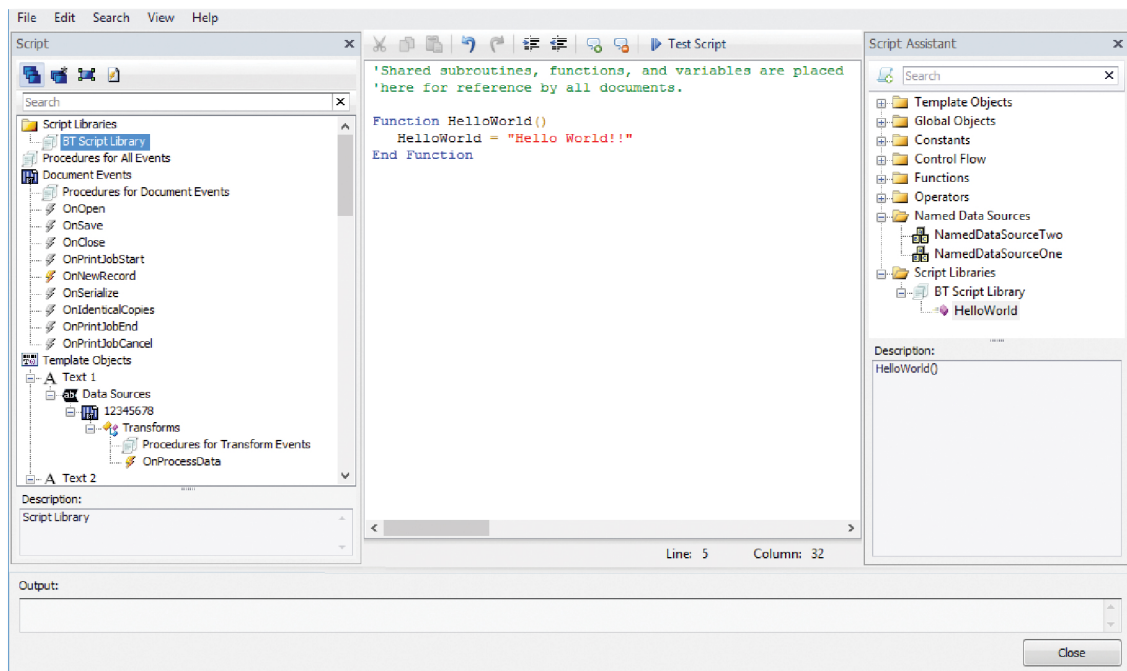 File Edit Search View Help
Script
Search
Script Libraries
BT Script Library
Procedures for All Events
Document Events
Procedures for Document Events
OnOpen
OnSave
OnClose
OnPrintJobStart
OnNewRecord
OnSerialize
OnIdenticalCopies
OnPrintJobEnd
OnPrintJobCancel
Template Objects
A Text 1
Data Sources
12345678
Transforms
Procedures for Transform Events
OnProcessData
A Text 2
Description:
Script Library
Test Script
'Shared subroutines, functions, and variables are placed
'here for reference by all documents.
Function HelloWorld()
HelloWorld = "Hello World!!"
End Function
Line: 5 Column: 32
Script Assistant
Search
Template Objects
Global Objects
Constants
Control Flow
Functions
Operators
Named Data Sources
NamedDataSourceTwo
NamedDataSourceOne
Script Libraries
BT Script Library
HelloWorld
Description:
HelloWorld()
Output:
Close